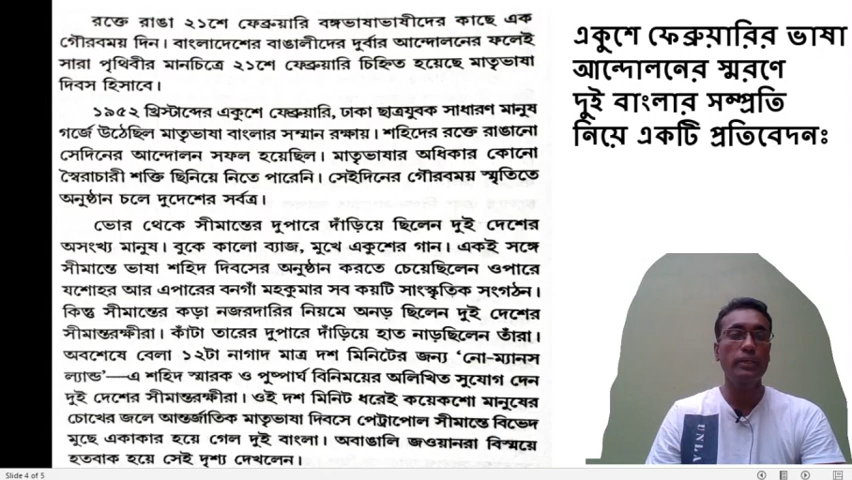 রক্তে রাঙা ২১শে ফেব্রুয়ারি বঙ্গভাষাভাষীদের কাছে এক
গৌরবময় দিন। বাংলাদেশের বাঙালীদের দুর্বার আন্দোলনের ফলেই
সারা পৃথিবীর মানচিত্রে ২১শে ফেব্রুয়ারি চিহ্নিত হয়েছে মাতৃভাষা
দিবস হিসাবে।
১৯৫২ খ্রিস্টাব্দের একুশে ফেব্রুয়ারি, ঢাকা ছাত্রযুবক সাধারণ মানুষ
গর্জে উঠেছিল মাতৃভাষা বাংলার সম্মান রক্ষায়। শহিদের রক্তে রাঙানো
সেদিনের আন্দোলন সফল হয়েছিল। মাতৃভাষার অধিকার কোনো
স্বৈরাচারী শক্তি ছিনিয়ে নিতে পারেনি। সেইদিনের গৌরবময় স্মৃতিতে
অনুষ্ঠান চলে দুদেশের সর্বত্র।
ভোর থেকে সীমান্তের দুপারে দাঁড়িয়ে ছিলেন দুই দেশের
অসংখ্য মানুষ। বুকে কালো ব্যাজ, মুখে একুশের গান। একই সঙ্গে
সীমান্তে ভাষা শহিদ দিবসের অনুষ্ঠান করতে চেয়েছিলেন ওপারে
যশোহর আর এপারের বনগাঁ মহকুমার সব কয়টি সাংস্কৃতিক সংগঠন।
কিন্তু সীমান্তের কড়া নজরদারির নিয়মে অনড় ছিলেন দুই দেশের
সীমান্তরক্ষীরা। কাঁটা তারের দুপারে দাঁড়িয়ে হাত নাড়ছিলেন তাঁরা।
অবশেষে বেলা ১২টা নাগাদ মাত্র দশ মিনিটের জন্য ‘নো-ম্যানস
ল্যান্ড’—এ শহিদ স্মারক ও পুষ্পার্ঘ বিনিময়ের অলিখিত সুযোগ দেন
দুই দেশের সীমান্তরক্ষীরা। ওই দশ মিনিট ধরেই কয়েকশো মানুষের
চোখের জলে আন্তর্জাতিক মাতৃভাষা দিবসে পেট্রাপোল সীমান্তে বিভেদ
মুছে একাকার হয়ে গেল দুই বাংলা। অবাঙালি জওয়ানরা বিস্ময়ে
হতবাক হয়ে সেই দৃশ্য দেখলেন।
একুশে ফেব্রুয়ারির ভাষা
আন্দোলনের স্মরণে
দুই বাংলার সম্প্রতি
নিয়ে একটি প্রতিবেদনঃ
UNLA
Slide 4 of 5